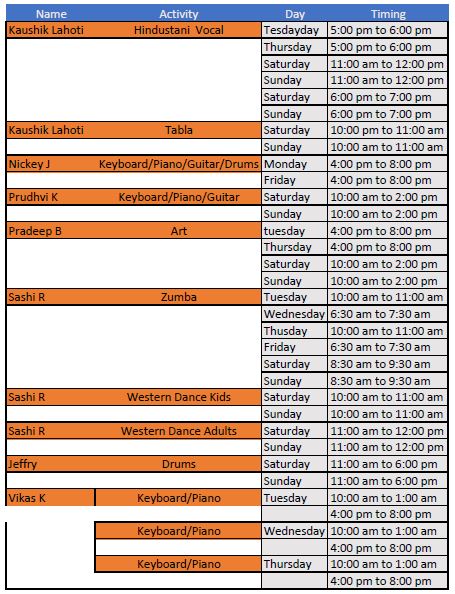 Name Activity Day Timing
Kaushik Lahoti Hindustani Vocal Tesdayday 5:00 pm to 6:00 pm
Thursday 5:00 pm to 6:00 pm
Saturday 11:00 am to 12:00 pm
Sunday 11:00 am to 12:00 pm
Saturday 6:00 pm to 7:00 pm
Sunday 6:00 pm to 7:00 pm
Kaushik Lahoti Tabla Saturday 10:00 pm to 11:00 am
Sunday 10:00 am to 11:00 am
Nickey J Keyboard/Piano/Guitar/Drums Monday 4:00 pm to 8:00 pm
Friday 4:00 pm to 8:00 pm
Prudhvi K Keyboard/Piano/Guitar Saturday 10:00 am to 2:00 pm
Sunday 10:00 am to 2:00 pm
Pradeep B Art tuesday 4:00 pm to 8:00 pm
Thursday 4:00 pm to 8:00 pm
Saturday 10:00 am to 2:00 pm
Sunday 10:00 am to 2:00 pm
Sashi R Zumba Tuesday 10:00 am to 11:00 am
Wednesday 6:30 am to 7:30 am
Thusday 10:00 am to 11:00 am
Friday 6:30 am to 7:30 am
Saturday 8:30 am to 9:30 am
Sunday 8:30 am to 9:30 am
Sashi R Western Dance Kids Saturday 10:00 am to 11:00 am
Sunday 10:00 am to 11:00 am
Sashi R Western Dance Adults Saturday 11:00 am to 12:00 pm
Sunday 11:00 am to 12:00 pm
Jeffry Drums Saturday 11:00 am to 6:00 pm
Sunday 11:00 am to 6:00 pm
Vikas K Keyboard/Piano Tuesday 10:00 am to 1:00 am
4:00 pm to 8:00 pm
Keyboard/Piano Wednesday 10:00 am to 1:00 am
4:00 pm to 8:00 pm
Keyboard/Piano Thursday 10:00 am to 1:00 am
4:00 pm to 8:00 pm